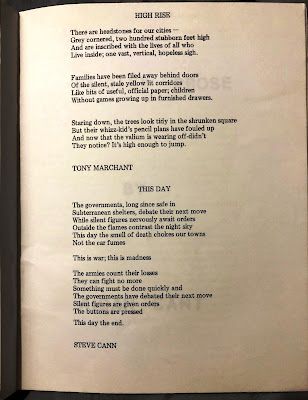 HIGH RISE
There are headstones for our cities —
Grey cornered, two hundred stubborn feet high
And are inscribed with the lives of all who
Live inside; one vast, vertical, hopeless sigh.
Families have been filed away behind doors
Of the silent, stale yellow lit corridors
Like bits of useful, official paper; children
Without games growing up in furnished drawers.
Staring down, the trees look tidy in the shrunken square
But their whizz-kid's pencil plans have fouled up
And now that the valium is wearing off-didn't
They notice? It's high enough to jump.
TONY MARCHANT
THIS DAY
The governments, long since safe in
Subterranean shelters, debate their next move
While silent figures nervously await orders
Outside the flames contrast the night sky
This day the smell of death choices our towns
Not the car fumes
This is war; this is madness
The armies count their losses
They can fight no more
Something must be done quickly and
The governments have debated their next move
Silent figures are given orders
The buttons are pressed
This day the end.
STEVE CANN